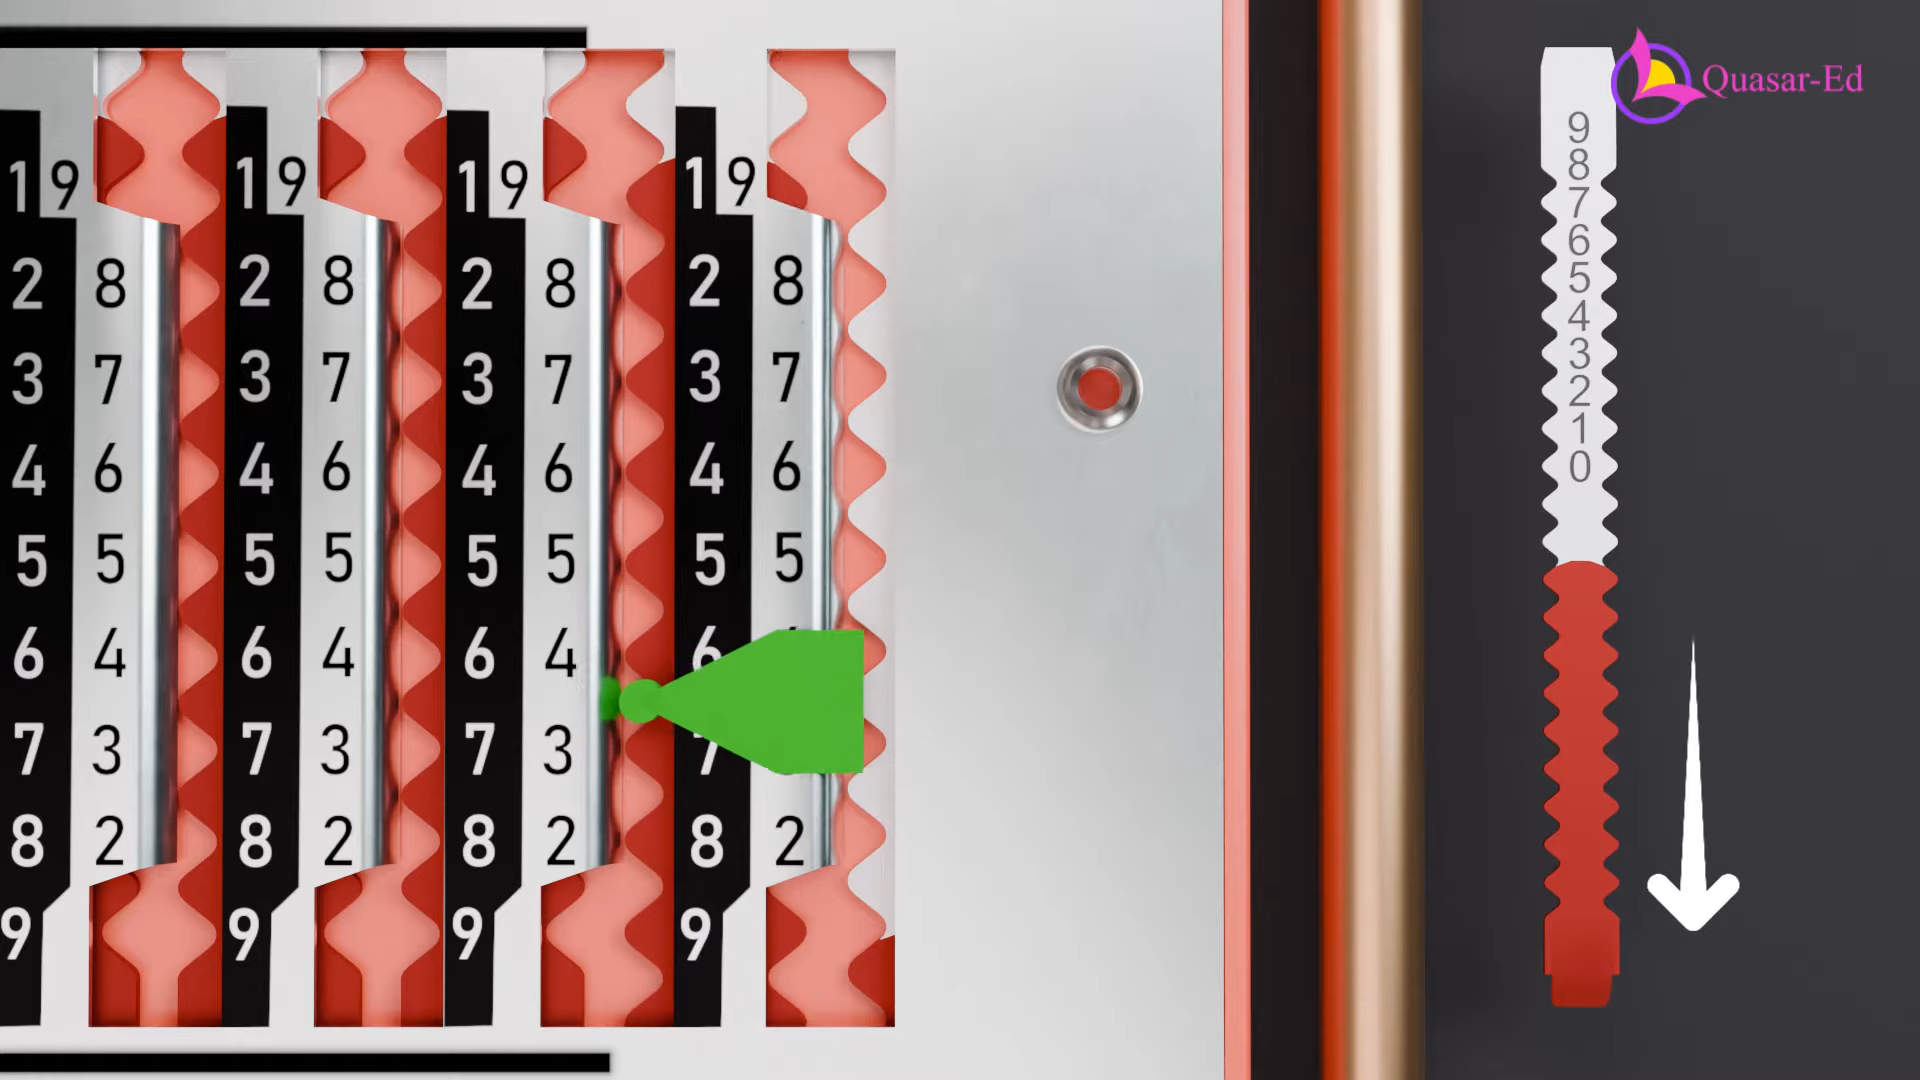 Quasar-Ed
1 9 1 9 1 9 1 9
2 8 2 8 2 8 2 8
3 7 3 7 3 7 3 7
4 6 4 6 4 6 4 6
5 5 5 5 5 5 5 5
6 4 6 4 6 4 6
7 3 7 3 7 3 7
8 2 8 2 8 2 8 2
9 9 9 9
9
8
7
6
5
4
3
2
1
0